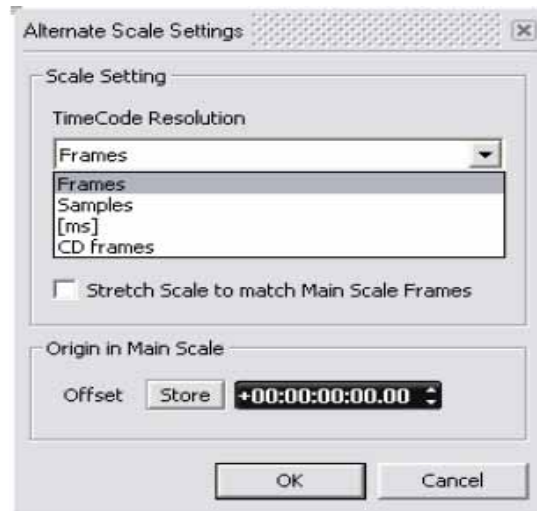 Alternate Scale Settings
Scale Setting
TimeCode Resolution
Frames
Frames
Samples
[ms]
CD frames
Stretch Scale to match Main Scale Frames
Origin in Main Scale
Offset Store +00:00:00:00.00
OK Cancel